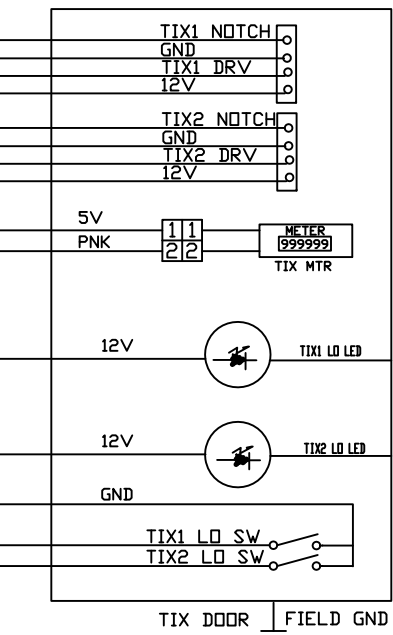 TIX1 NOTCH
GND
TIX1 DRV
12V
TIX2 NOTCH
GND
TIX2 DRV
12V
5V
1 1
METER
PNK
2 2
999999
TIX MTR
12V
TIX1 LO LED
12V
TIX2 LO LED
GND
TIX1 LO SW
TIX2 LO SW
TIX DOOR
FIELD GND